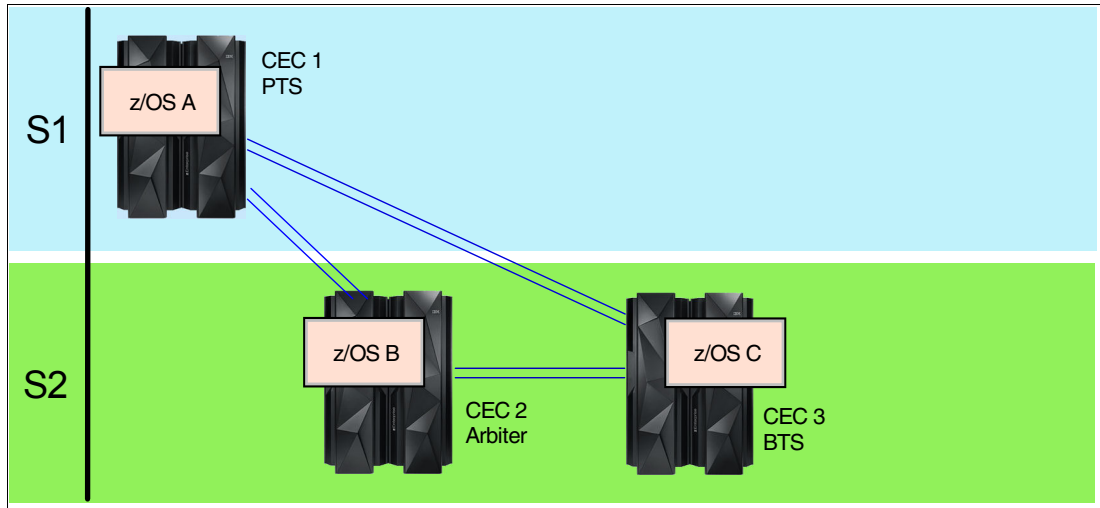 S1
z/OS A
CEC 1
PTS
S2
z/OS B
CEC 2
Arbiter
z/OS C
CEC 3
BTS